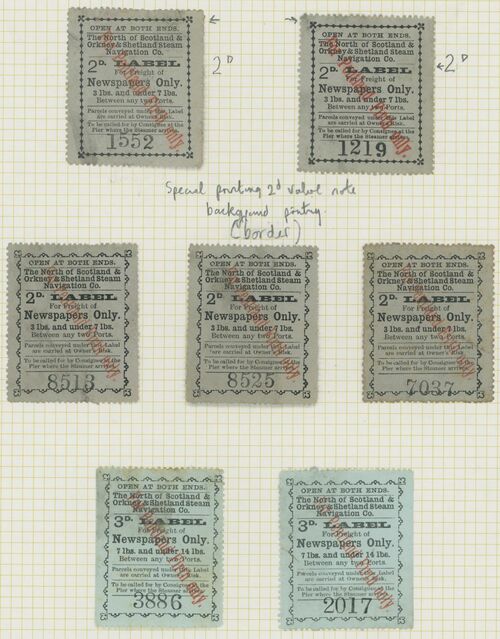 OPEN AT BOTH ENDS.
The North of Scotland &
Orkney & Shetland Steam
Navigation Co.
2D. LABEL
For Freight of
Newspapers Only.
3 lbs. and under 7 lbs.
Between any two Ports.
Parcels conveyed under this Label
are carried at Owner's Risk.
To be called for by Consignee at the
Pier where the Steamer arrives.
1552
2D
OPEN AT BOTH ENDS.
The North of Scotland &
Orkney & Shetland Steam
Navigation Co.
2D. LABEL
For Freight of
Newspapers Only.
3 lbs. and under 7 lbs.
Between any two Ports.
Parcels conveyed under this Label
are carried at Owner's Risk.
To be called for by Consignee at the
Pier where the Steamer arrives.
1219
2D
Special printing 2d value note
background printing.
(border)
OPEN AT BOTH ENDS.
The North of Scotland &
Orkney & Shetland Steam
Navigation Co.
2D. LABEL
For Freight of
Newspapers Only.
3 lbs. and under 7 lbs.
Between any two Ports.
Parcels conveyed under this Label
are carried at Owner's Risk.
To be called for by Consignee at the
Pier where the Steamer arrives.
8513
OPEN AT BOTH ENDS.
The North of Scotland &
Orkney & Shetland Steam
Navigation Co.
2D. LABEL
For Freight of
Newspapers Only.
3 lbs. and under 7 lbs.
Between any two Ports.
Parcels conveyed under this Label
are carried at Owner's Risk.
To be called for by Consignee at the
Pier where the Steamer arrives.
8525
OPEN AT BOTH ENDS.
The North of Scotland &
Orkney & Shetland Steam
Navigation Co.
2D. LABEL
For Freight of
Newspapers Only.
3 lbs. and under 7 lbs.
Between any two Ports.
Parcels conveyed under this Label
are carried at Owner's Risk.
To be called for by Consignee at the
Pier where the Steamer arrives.
7037
OPEN AT BOTH ENDS.
The North of Scotland &
Orkney & Shetland Steam
Navigation Co.
3D. LABEL
For Freight of
Newspapers Only.
7 lbs. and under 14 lbs.
Between any two Ports.
Parcels conveyed under this Label
are carried at Owner's Risk.
To be called for by Consignee at the
Pier where the Steamer arrives.
3886
OPEN AT BOTH ENDS.
The North of Scotland &
Orkney & Shetland Steam
Navigation Co.
3D. LABEL
For Freight of
Newspapers Only.
7 lbs. and under 14 lbs.
Between any two Ports.
Parcels conveyed under this Label
are carried at Owner's Risk.
To be called for by Consignee at the
Pier where the Steamer arrives.
2017